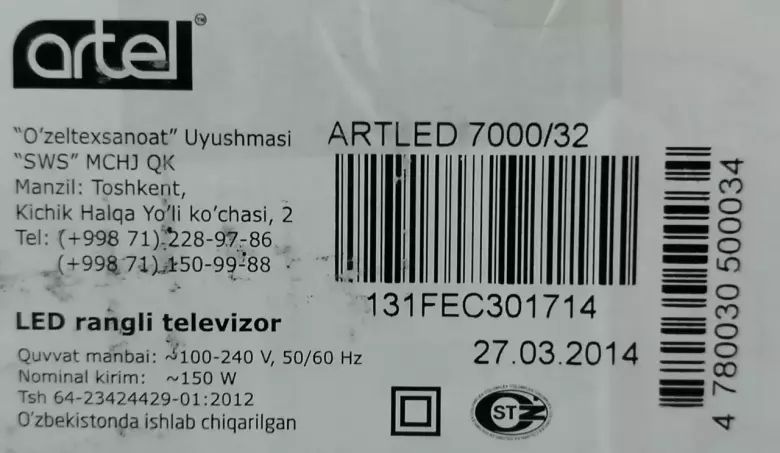 artel™
"O'zeltexsanoat" Uyushmasi
"SWS" MCHJ QK
Manzil: Toshkent,
Kichik Halqa Yo'li ko'chasi, 2
Tel: (+998 71) 228-97-86
(+998 71) 150-99-88
LED rangli televizor
Quvvat manbai: ~100-240 V, 50/60 Hz
Nominal kirim: ~150 W
Tsh 64-23424429-01:2012
O'zbekistonda ishlab chiqarilgan
ARTLED 7000/32
131FEC301714
27.03.2014
ST
4 780030 500034